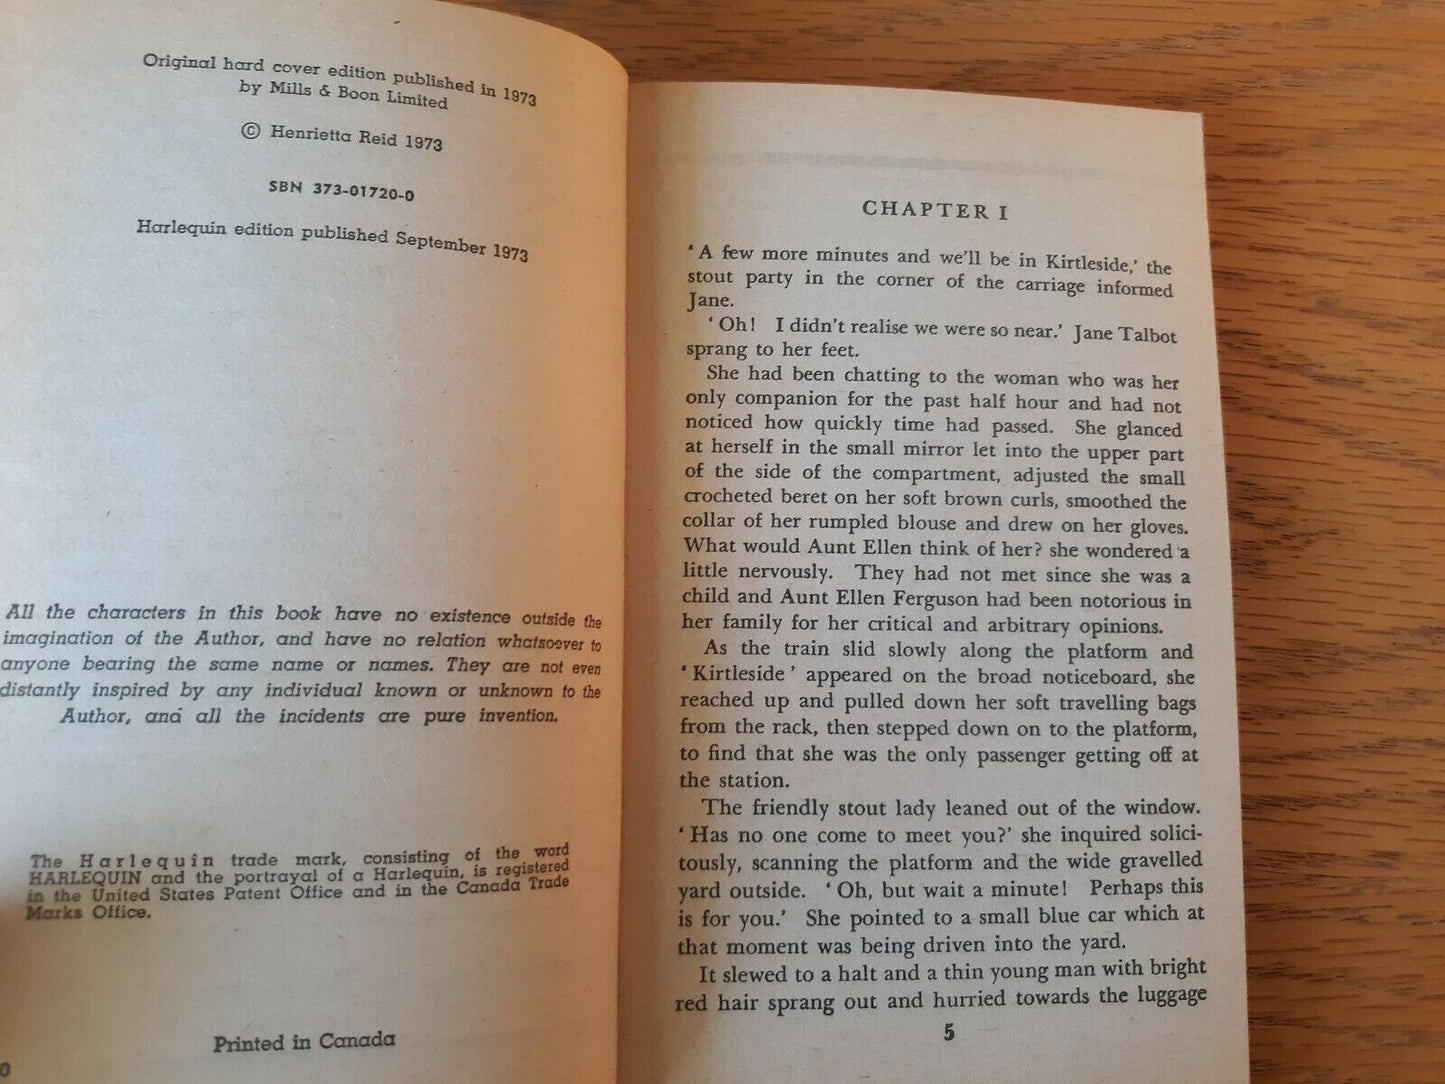 Original hard cover edition published in 1973
by Mills & Boon Limited
© Henrietta Reid 1973
SBN 373-01720-0
Harlequin edition published September 1973
All the characters in this book have no existence outside the
imagination of the Author, and have no relation whatsoever to
anyone bearing the same name or names. They are not even
distantly inspired by any individual known or unknown to the
Author, and all the incidents are pure invention.
The Harlequin trade mark, consisting of the word
HARLEQUIN and the portrayal of a Harlequin, is registered
in the United States Patent Office and in the Canada Trade
Marks Office.
Printed in Canada
0
CHAPTER I
‘A few more minutes and we’ll be in Kirtleside,’ the
stout party in the corner of the carriage informed
Jane.
‘Oh! I didn’t realise we were so near.’ Jane Talbot
sprang to her feet.
She had been chatting to the woman who was her
only companion for the past half hour and had not
noticed how quickly time had passed. She glanced
at herself in the small mirror let into the upper part
of the side of the compartment, adjusted the small
crocheted beret on her soft brown curls, smoothed the
collar of her rumpled blouse and drew on her gloves.
What would Aunt Ellen think of her? she wondered a
little nervously. They had not met since she was a
child and Aunt Ellen Ferguson had been notorious in
her family for her critical and arbitrary opinions.
As the train slid slowly along the platform and
‘Kirtleside’ appeared on the broad noticeboard, she
reached up and pulled down her soft travelling bags
from the rack, then stepped down on to the platform,
to find that she was the only passenger getting off at
the station.
The friendly stout lady leaned out of the window.
‘Has no one come to meet you?’ she inquired solici-
tously, scanning the platform and the wide gravelled
yard outside. ‘Oh, but wait a minute! Perhaps this
is for you.’ She pointed to a small blue car which at
that moment was being driven into the yard.
It slewed to a halt and a thin young man with bright
red hair sprang out and hurried towards the luggage
5